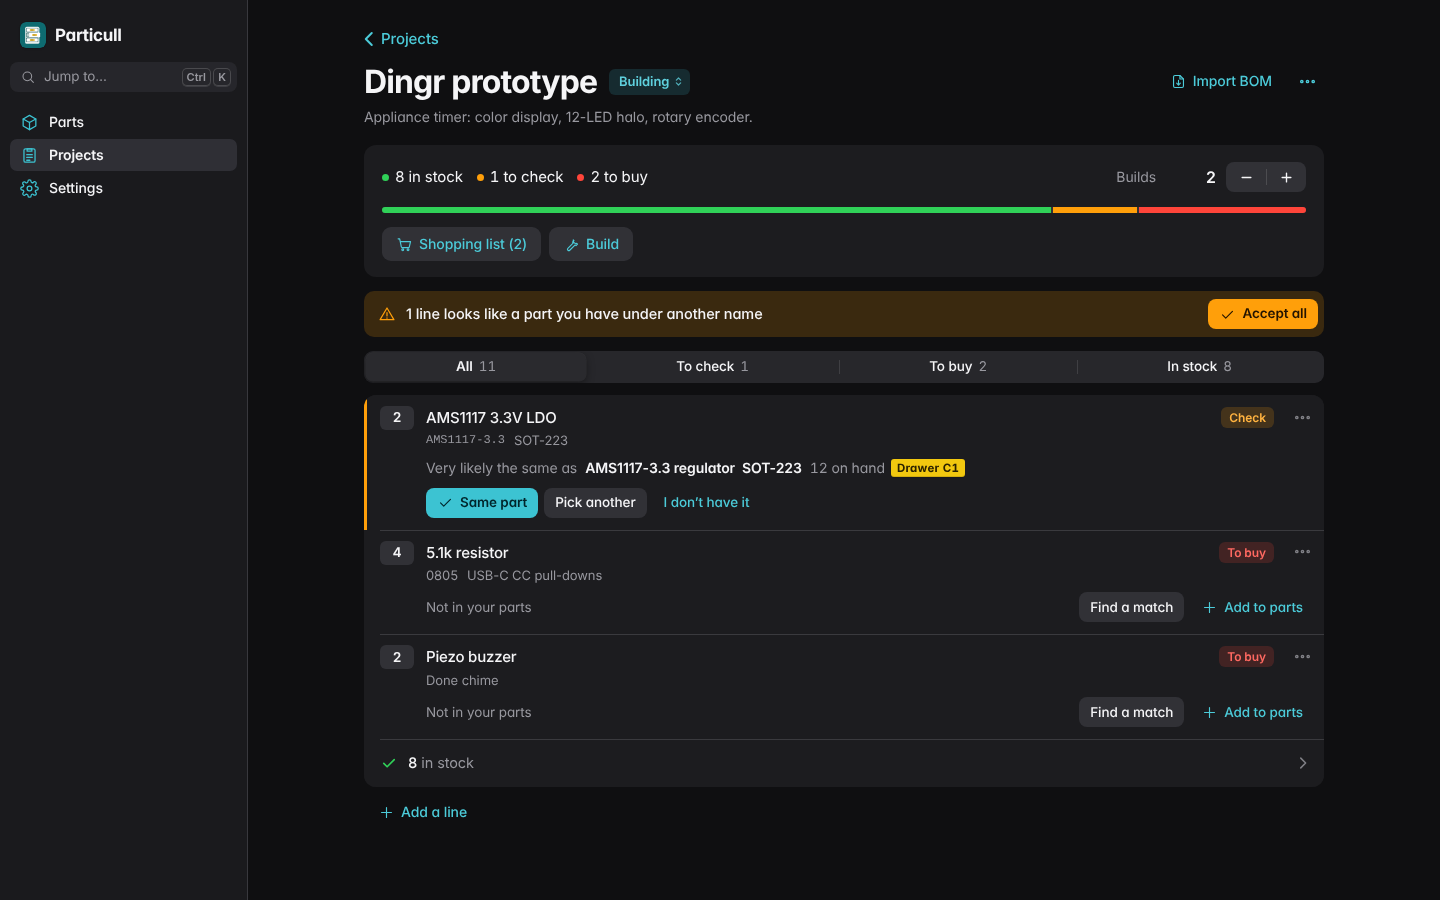 Particull
Jump to...
Ctrl K
Parts
Projects
Settings
Projects
Dingr prototype
Building
Import BOM
Appliance timer: color display, 12-LED halo, rotary encoder.
8 in stock
1 to check
2 to buy
Builds
2
Shopping list (2)
Build
1 line looks like a part you have under another name
Accept all
All 11
To check 1
To buy 2
In stock 8
2
AMS1117 3.3V LDO
Check
AMS1117-3.3 SOT-223
Very likely the same as AMS1117-3.3 regulator SOT-223 12 on hand Drawer C1
Same part
Pick another
I don't have it
4
5.1k resistor
To buy
0805 USB-C CC pull-downs
Not in your parts
Find a match
Add to parts
2
Piezo buzzer
To buy
Done chime
Not in your parts
Find a match
Add to parts
8 in stock
Add a line